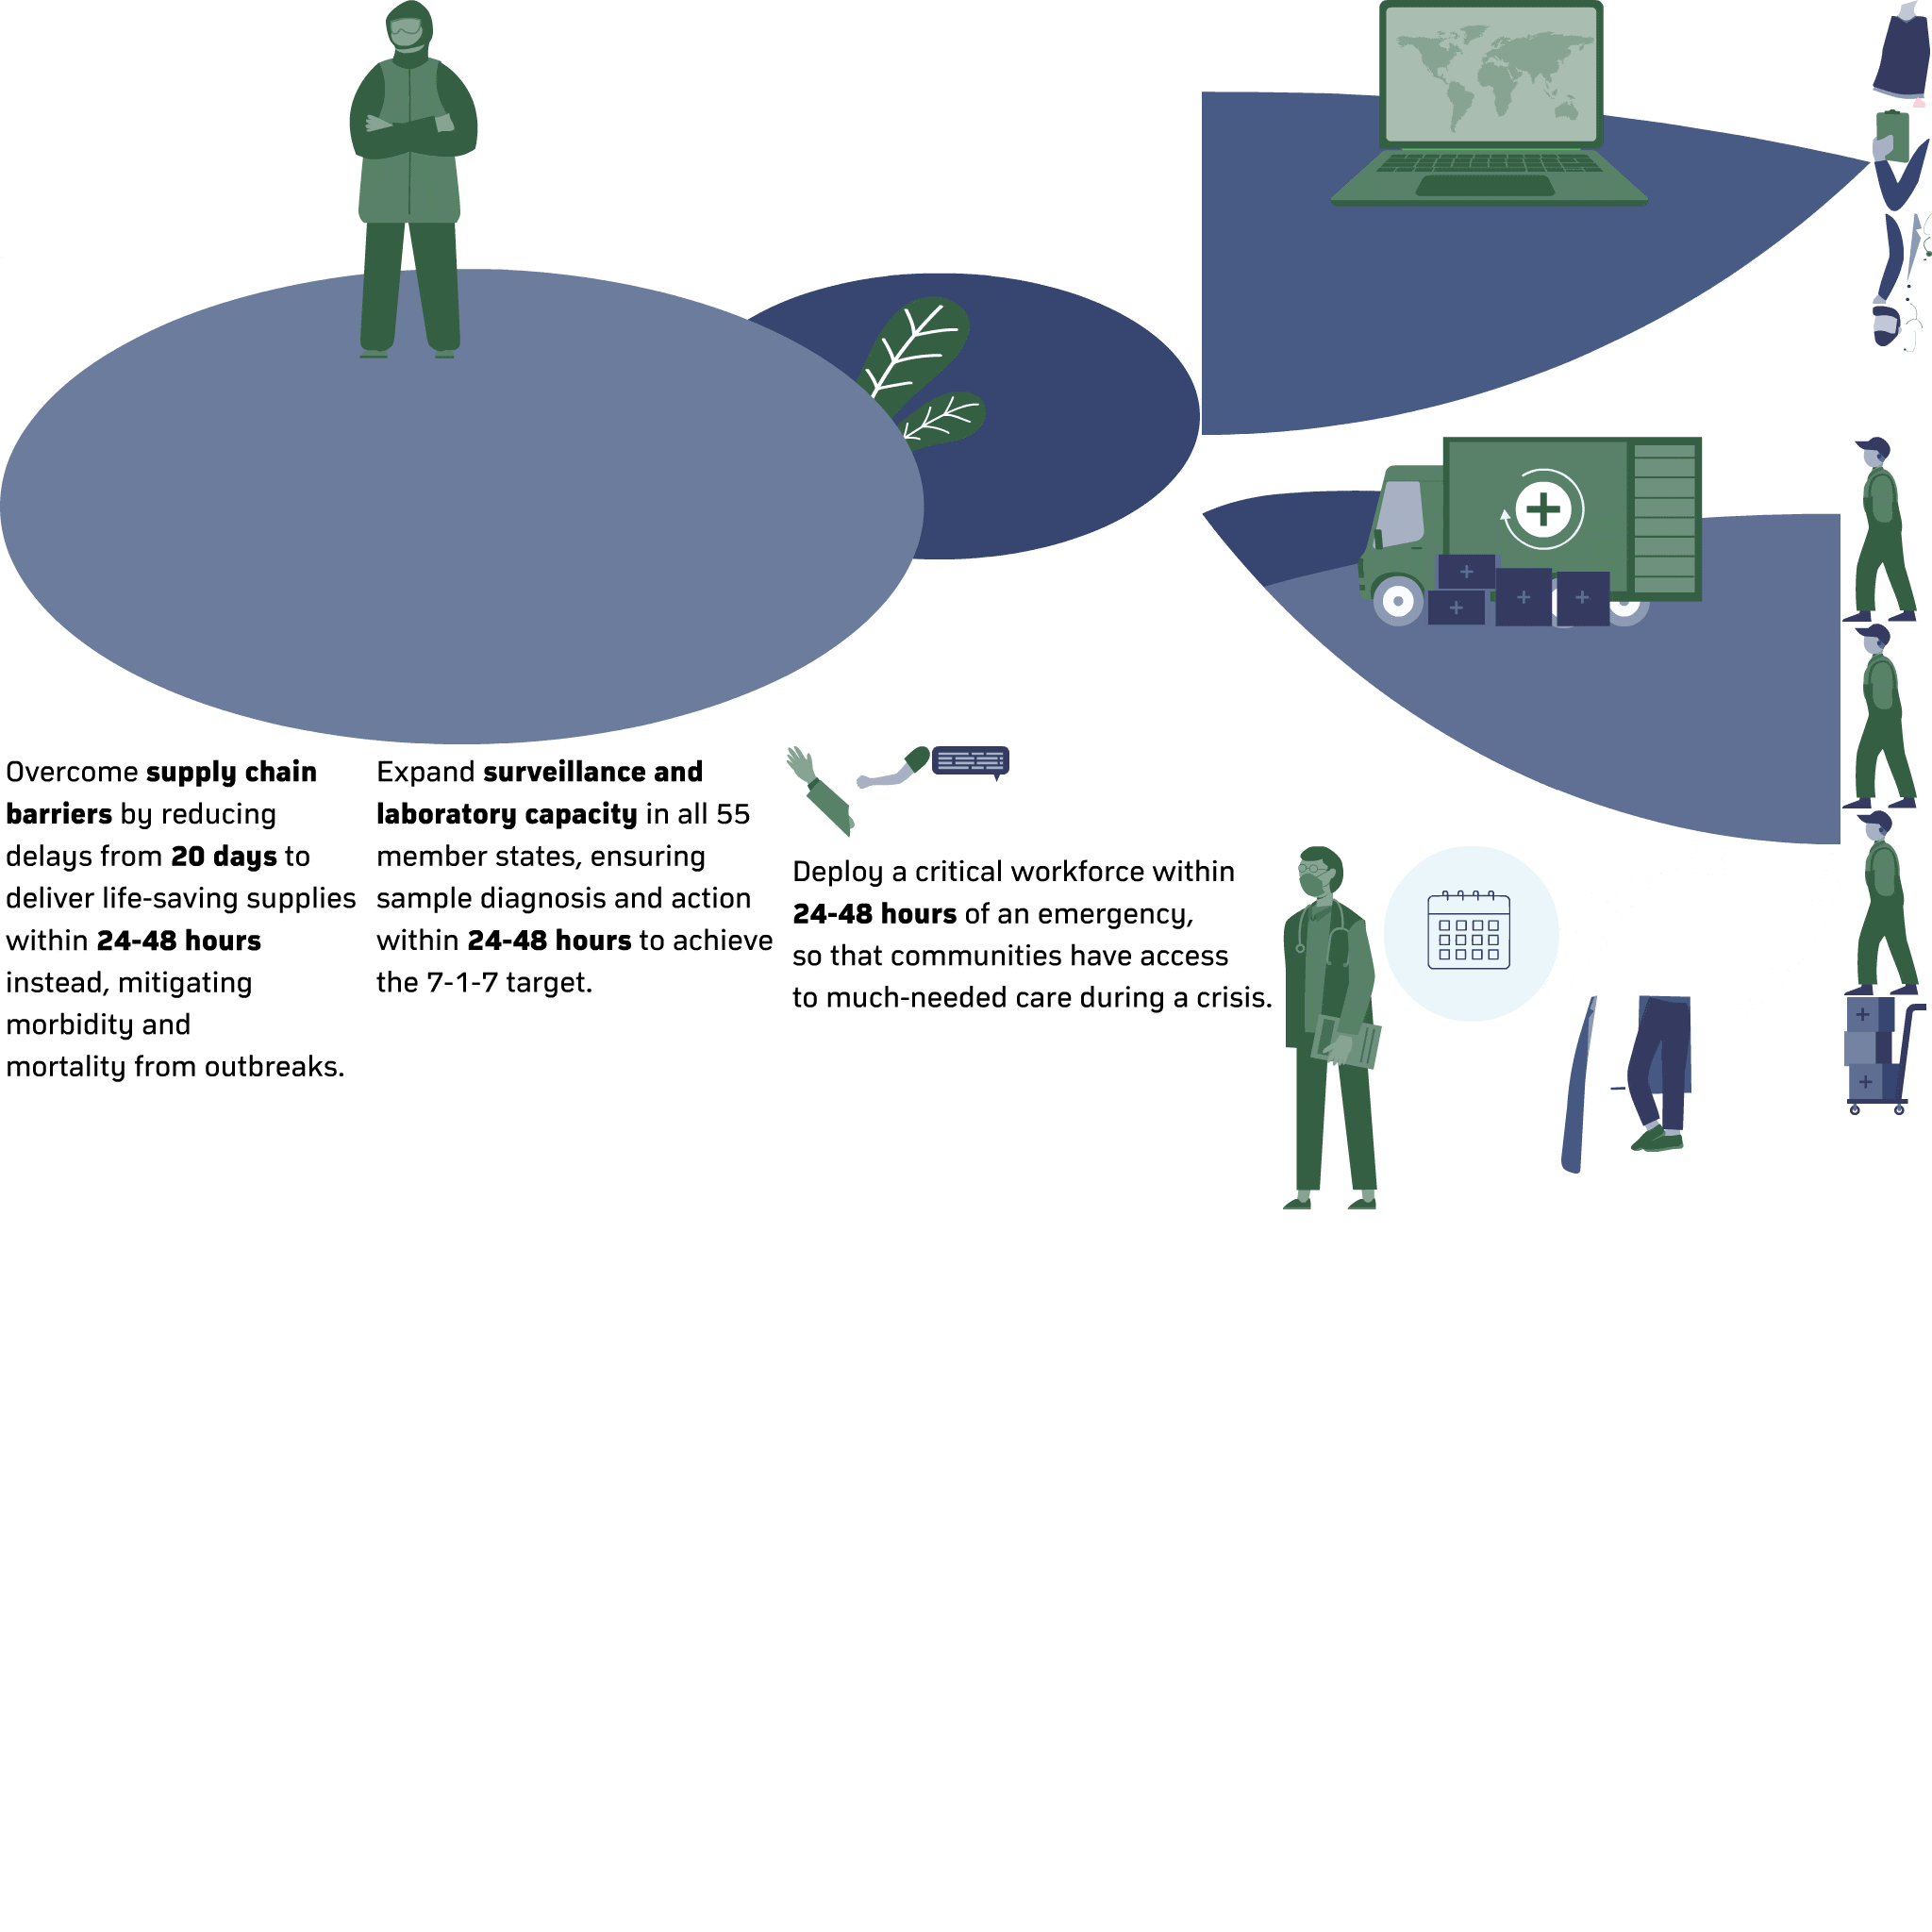 Overcome supply chain
barriers by reducing
delays from 20 days to
deliver life-saving supplies
within 24-48 hours
instead, mitigating
morbidity and
mortality from outbreaks.
Expand surveillance and
laboratory capacity in all 55
member states, ensuring
sample diagnosis and action
within 24-48 hours to achieve
the 7-1-7 target.
Deploy a critical workforce within
24-48 hours of an emergency,
so that communities have access
to much-needed care during a crisis.